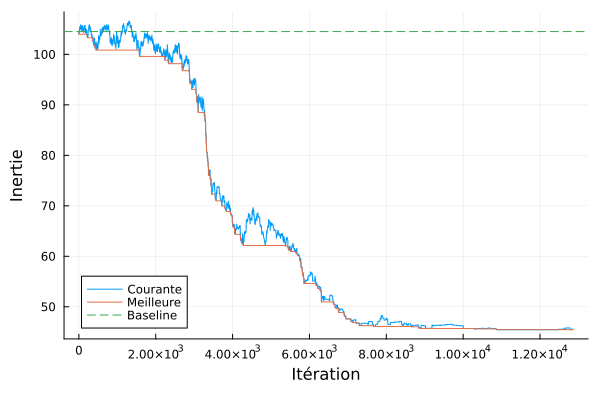 Inertie
100
90
80
70
60
50
Courante
Meilleure
Baseline
0
2.00×10³
4.00×10³
6.00×10³
8.00×10³
1.00×10⁴
1.20×10⁴
Itération